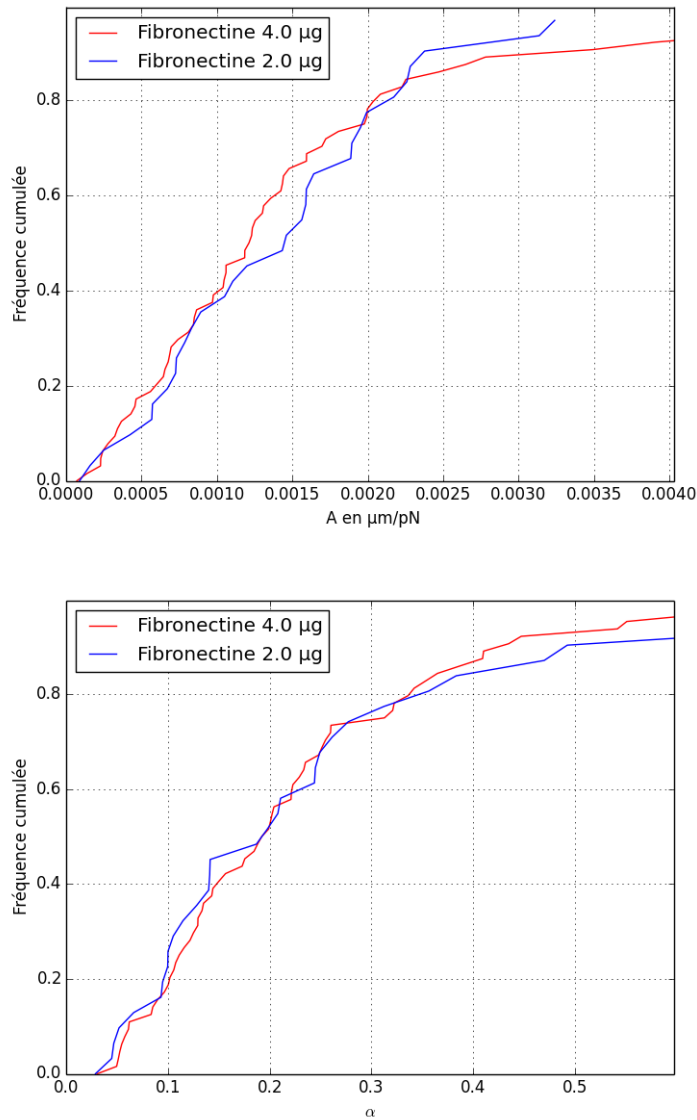 Fibronectine 4.0 µg
Fibronectine 2.0 µg
Fréquence cumulée
0.8
0.6
0.4
0.2
0.0
0.0000 0.0005 0.0010 0.0015 0.0020 0.0025 0.0030 0.0035 0.0040
A en µm/pN
Fibronectine 4.0 µg
Fibronectine 2.0 µg
Fréquence cumulée
0.8
0.6
0.4
0.2
0.0
0.0 0.1 0.2 0.3 0.4 0.5
α